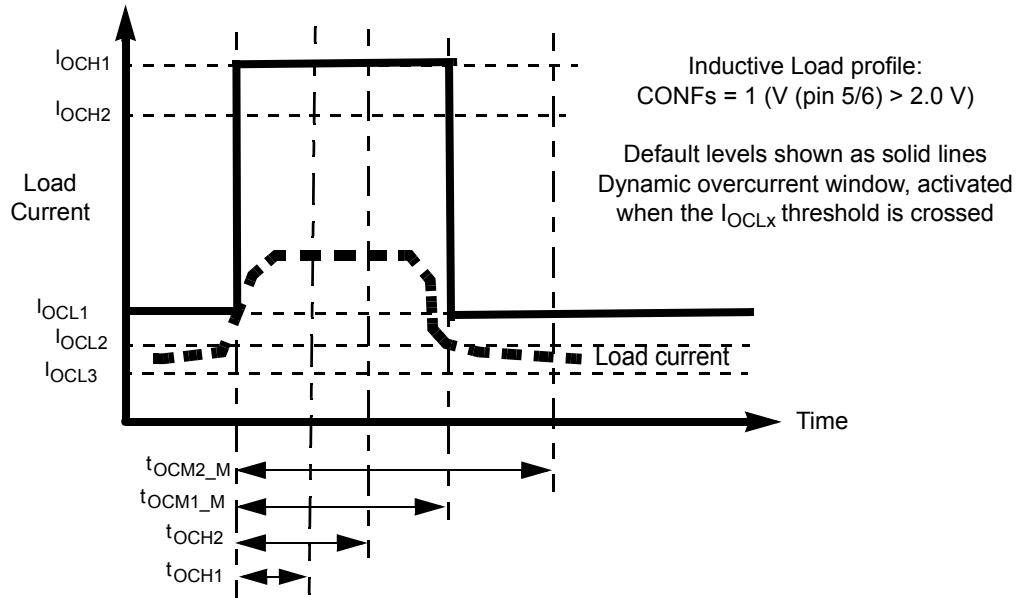 I_OCH1
I_OCH2
Load
Current
I_OCL1
I_OCL2
I_OCL3
Inductive Load profile:
CONFs = 1 (V (pin 5/6) > 2.0 V)
Default levels shown as solid lines
Dynamic overcurrent window, activated
when the I_OCLx threshold is crossed
Load current
Time
t_OCM2_M
t_OCM1_M
t_OCH2
t_OCH1